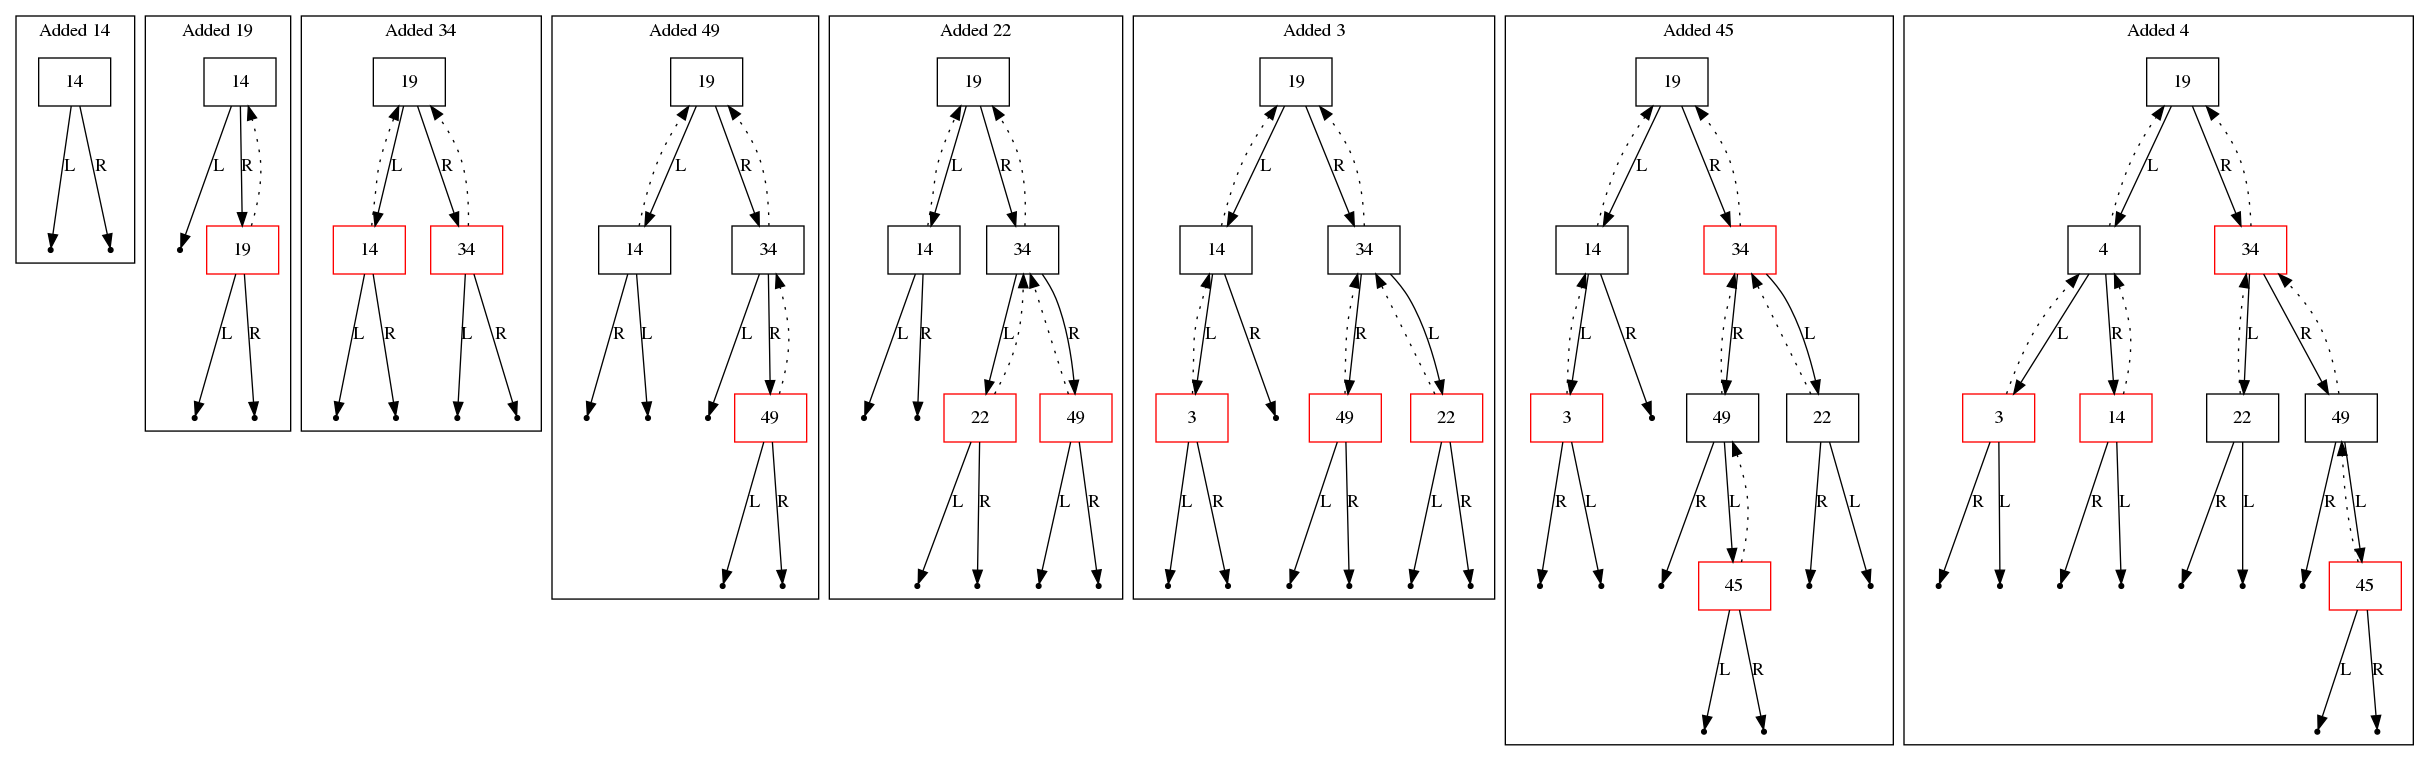 Added 14
14
L R
Added 19
14
L R
19
L R
Added 34
19
L R
14 34
L R L R
Added 49
19
L R
14 34
R L L R
49
L R
Added 22
19
L R
14 34
L R L R
22 49
L R L R
Added 3
19
L R
14 34
L R R L
3 49 22
L R L R L R
Added 45
19
L R
14 34
L R R L
3 49 22
R L R L R L
45
L R
Added 4
19
L R
4 34
L R L R
3 14 22 49
R L R L R L R L
45
L R